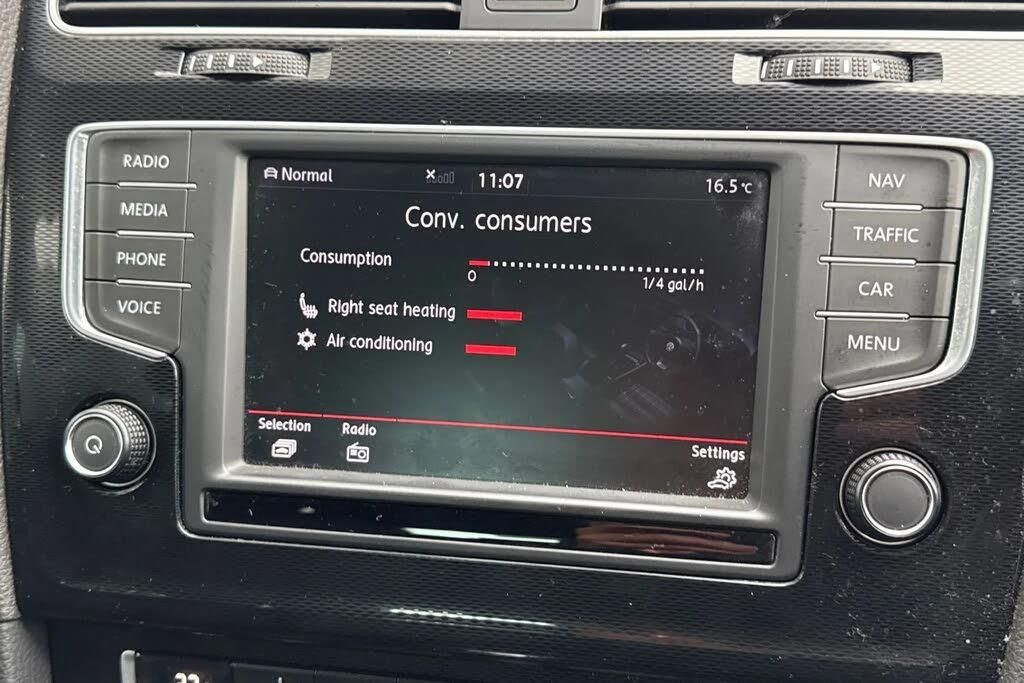 RADIO
MEDIA
PHONE
VOICE
Normal
11:07
16.5°C
Conv. consumers
Consumption
0
1/4 gal/h
Right seat heating
Air conditioning
Selection
Radio
Settings
NAV
TRAFFIC
CAR
MENU